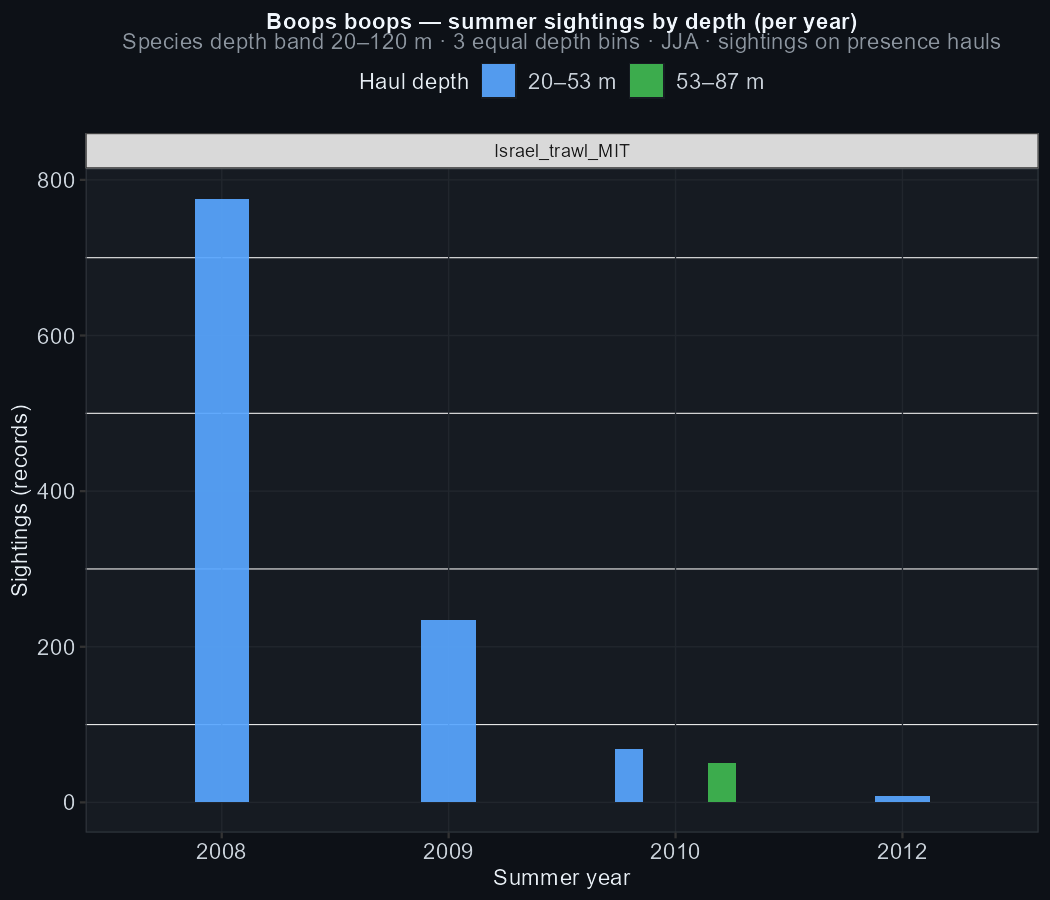 Boops boops — summer sightings by depth (per year)
Species depth band 20–120 m · 3 equal depth bins · JJA · sightings on presence hauls
Haul depth 20–53 m 53–87 m
Israel_trawl_MIT
800
600
400
200
0
Sightings (records)
2008 2009 2010 2012
Summer year